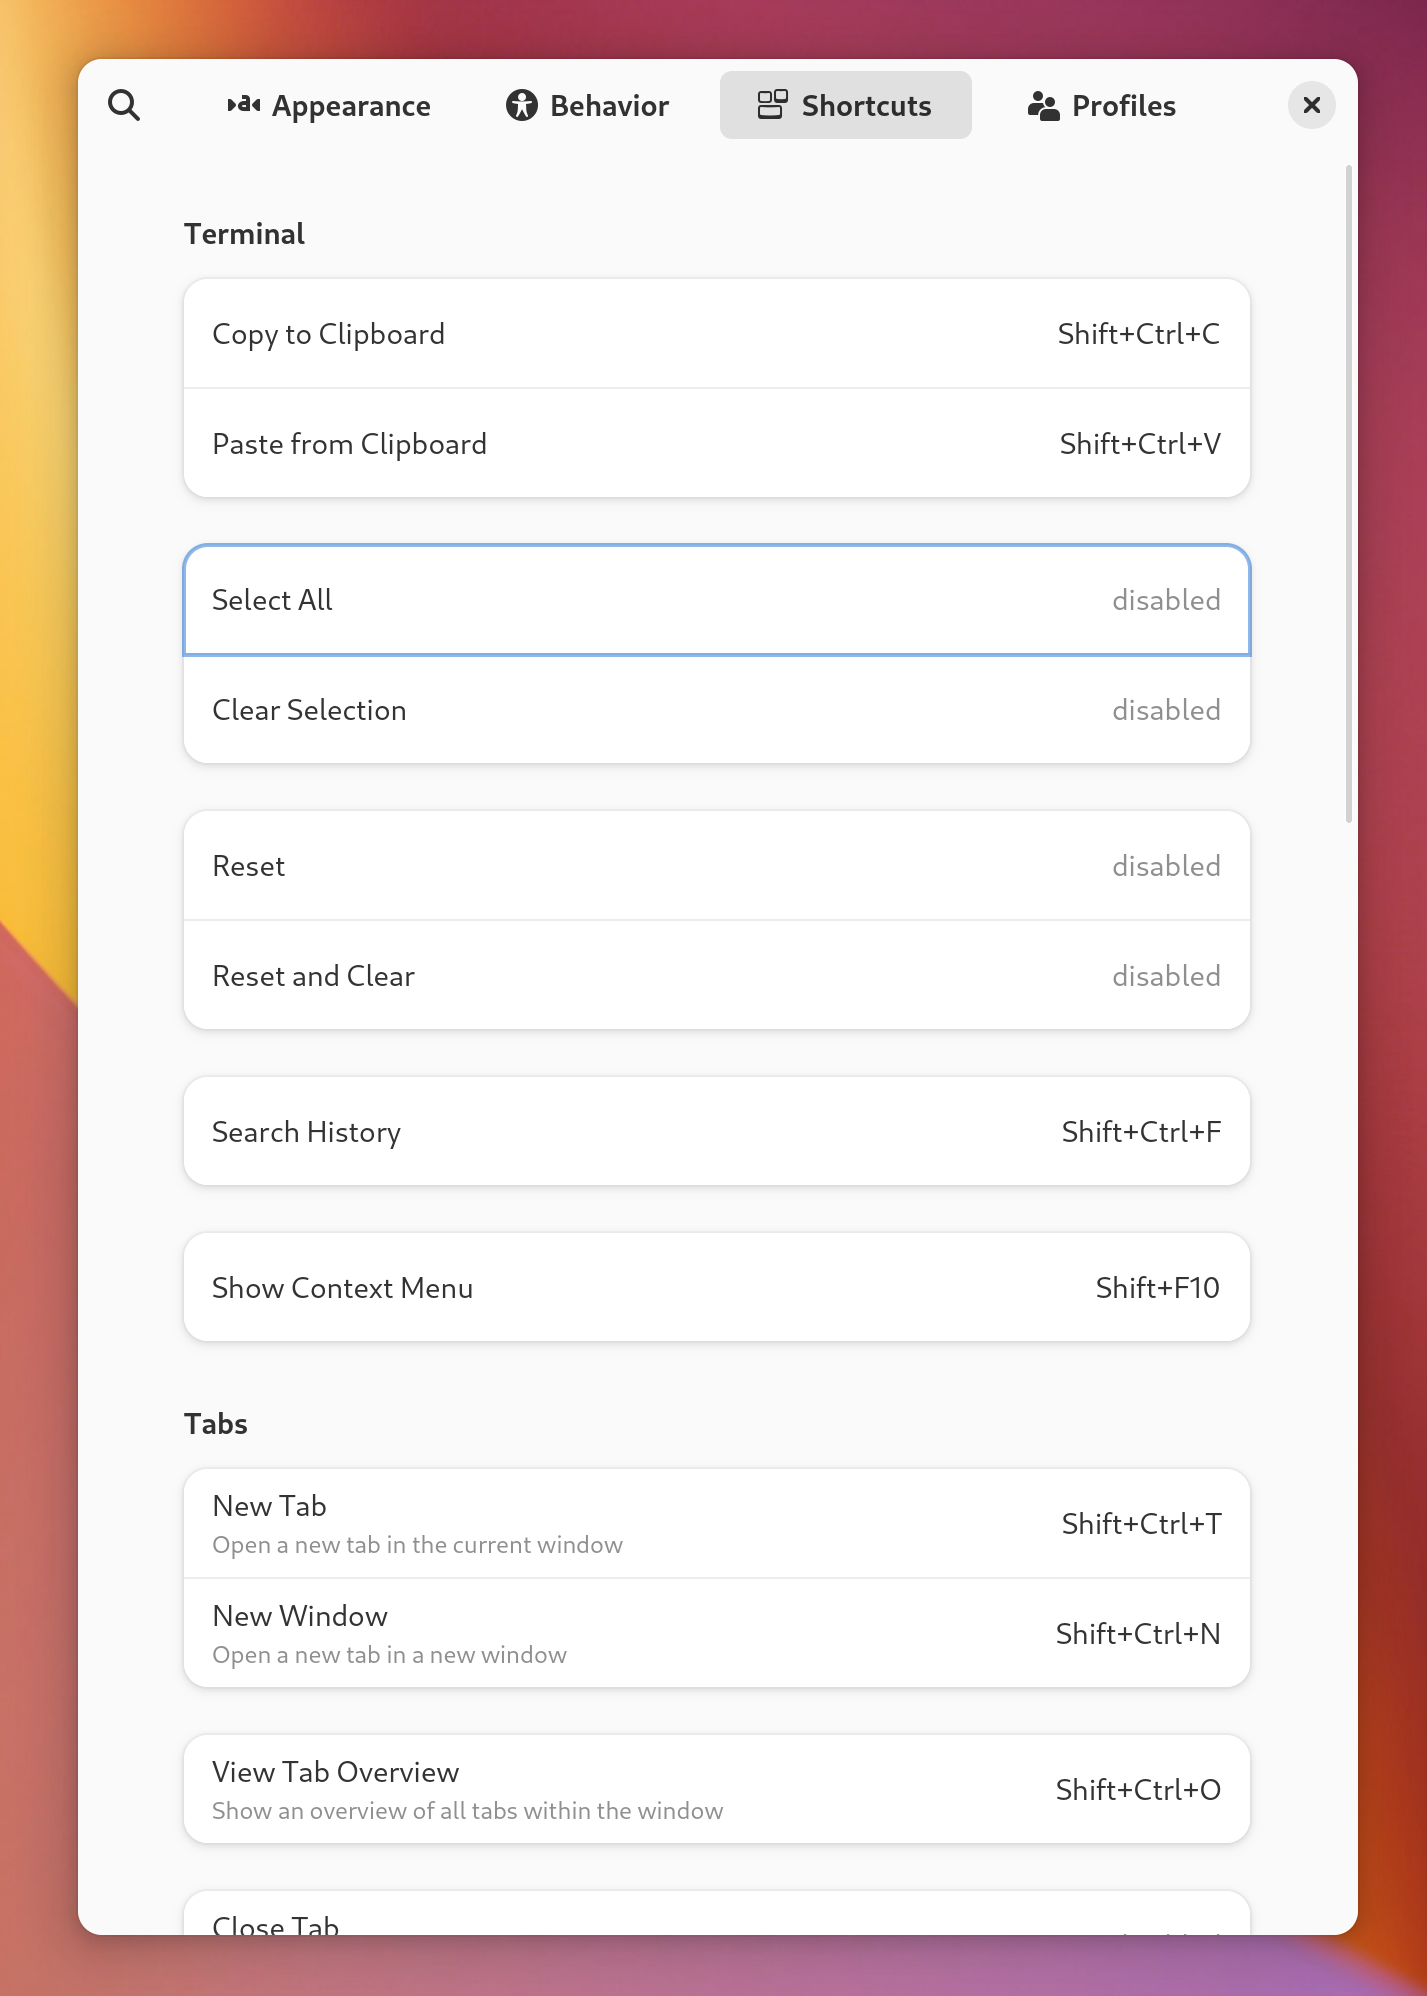 Appearance
Behavior
Shortcuts
Profiles
Terminal
Copy to Clipboard Shift+Ctrl+C
Paste from Clipboard Shift+Ctrl+V
Select All disabled
Clear Selection disabled
Reset disabled
Reset and Clear disabled
Search History Shift+Ctrl+F
Show Context Menu Shift+F10
Tabs
New Tab Shift+Ctrl+T
Open a new tab in the current window
New Window Shift+Ctrl+N
Open a new tab in a new window
View Tab Overview Shift+Ctrl+O
Show an overview of all tabs within the window
Close Tab